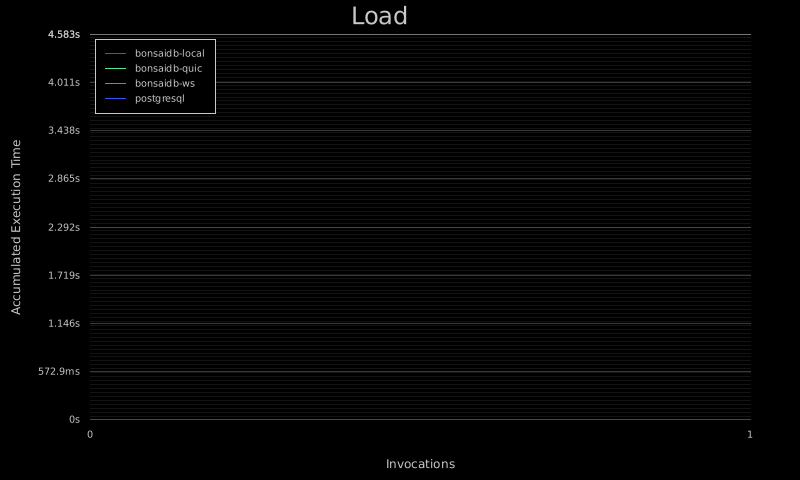 Load
4.583s
bonsaidb-local
bonsaidb-quic
bonsaidb-ws
postgresql
4.011s
3.438s
2.865s
2.292s
1.719s
1.146s
572.9ms
0s
Accumulated Execution Time
0
1
Invocations